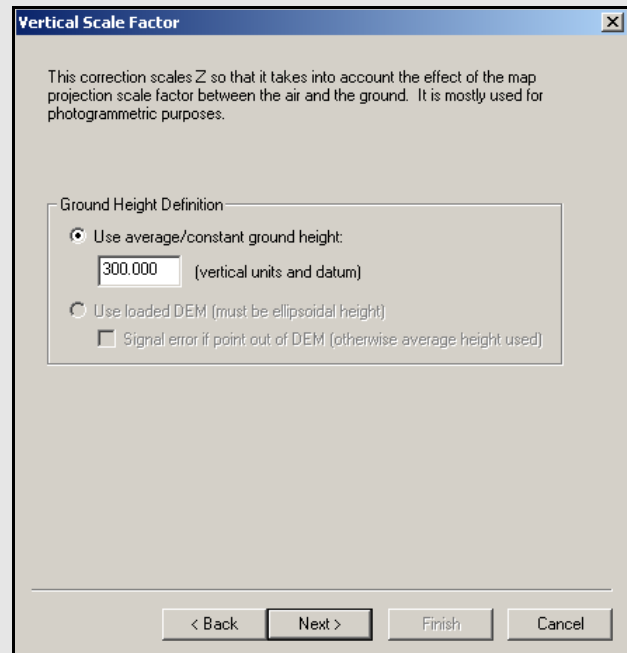 Vertical Scale Factor
This correction scales Z so that it takes into account the effect of the map
projection scale factor between the air and the ground.  It is mostly used for
photogrammetric purposes.
Ground Height Definition
Use average/constant ground height:
300.000 (vertical units and datum)
Use loaded DEM (must be ellipsoidal height)
Signal error if point out of DEM (otherwise average height used)
< Back Next > Finish Cancel